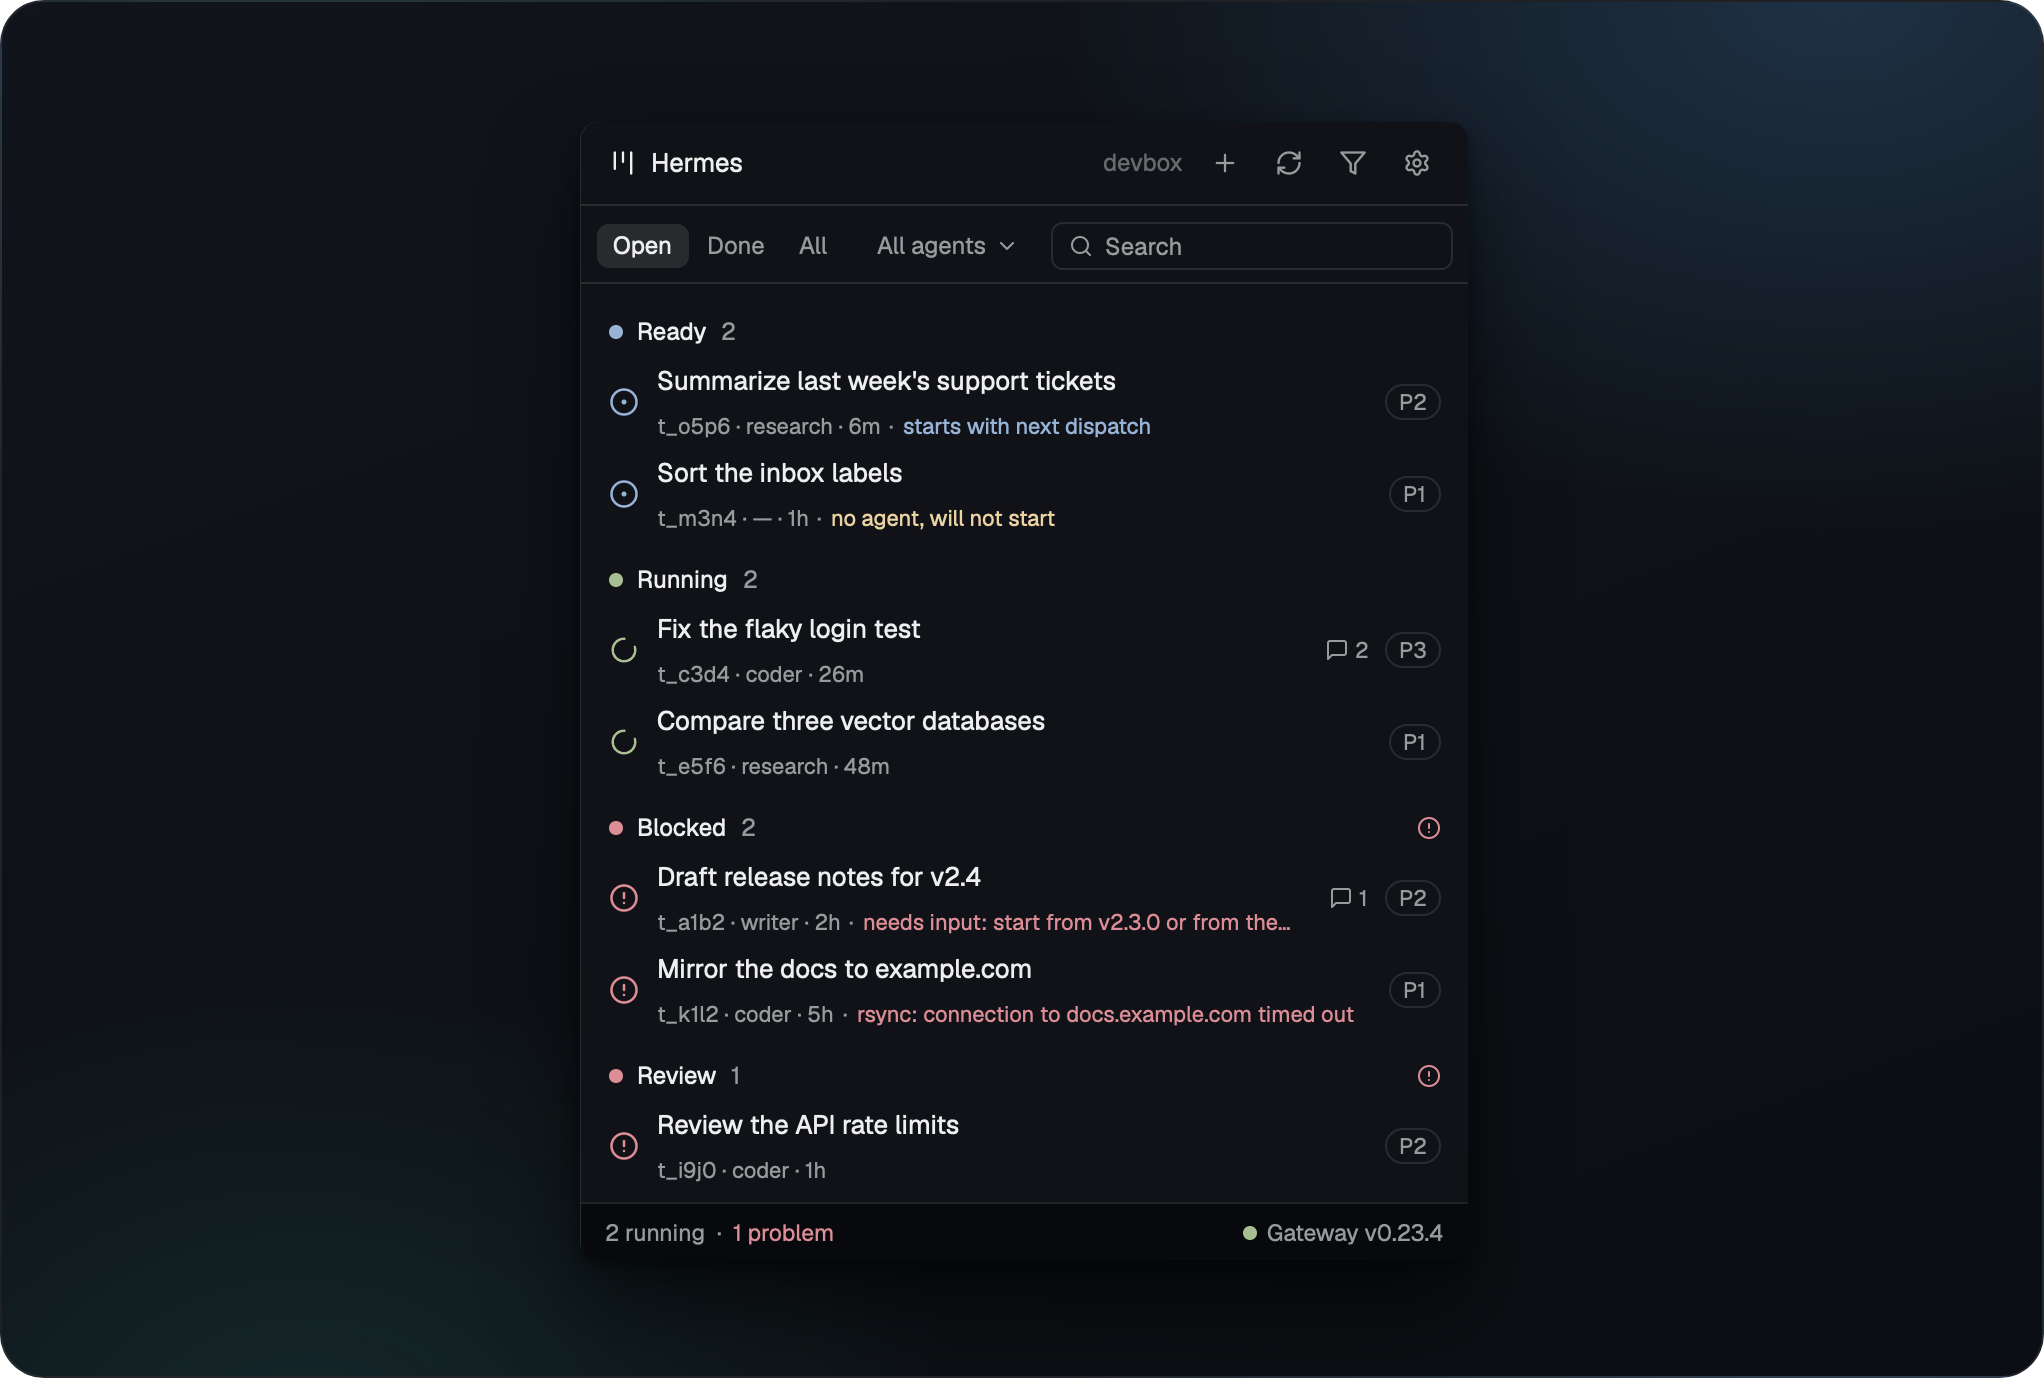 Hermes devbox
Open Done All All agents Search
Ready 2
Summarize last week's support tickets
t_o5p6 · research · 6m · starts with next dispatch P2
Sort the inbox labels
t_m3n4 · — · 1h · no agent, will not start P1
Running 2
Fix the flaky login test
t_c3d4 · coder · 26m 2 P3
Compare three vector databases
t_e5f6 · research · 48m P1
Blocked 2
Draft release notes for v2.4
t_a1b2 · writer · 2h · needs input: start from v2.3.0 or from the… 1 P2
Mirror the docs to example.com
t_k1l2 · coder · 5h · rsync: connection to docs.example.com timed out P1
Review 1
Review the API rate limits
t_i9j0 · coder · 1h P2
2 running · 1 problem Gateway v0.23.4